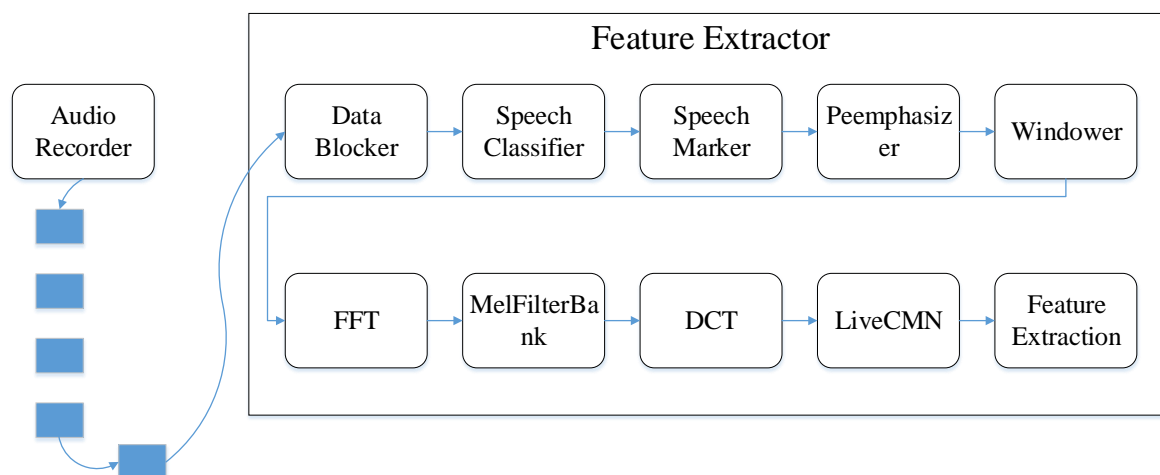 Feature Extractor
Audio
Recorder
Data
Blocker
Speech
Classifier
Speech
Marker
Peemphasiz
er
Windower
FFT
MelFilterBa
nk
DCT
LiveCMN
Feature
Extraction